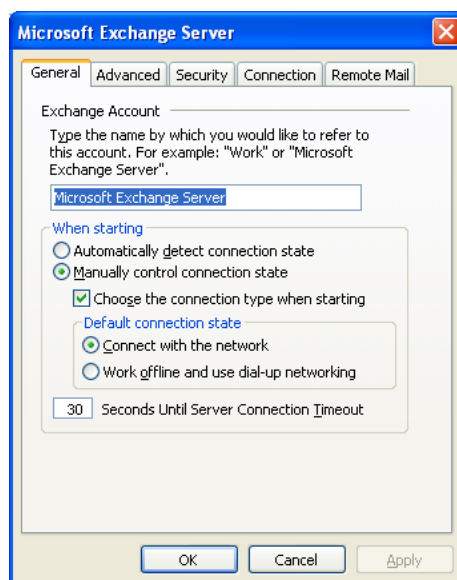 Microsoft Exchange Server
General Advanced Security Connection Remote Mail
Exchange Account
Type the name by which you would like to refer to
this account. For example: "Work" or "Microsoft
Exchange Server".
Microsoft Exchange Server
When starting
Automatically detect connection state
Manually control connection state
Choose the connection type when starting
Default connection state
Connect with the network
Work offline and use dial-up networking
30 Seconds Until Server Connection Timeout
OK Cancel Apply